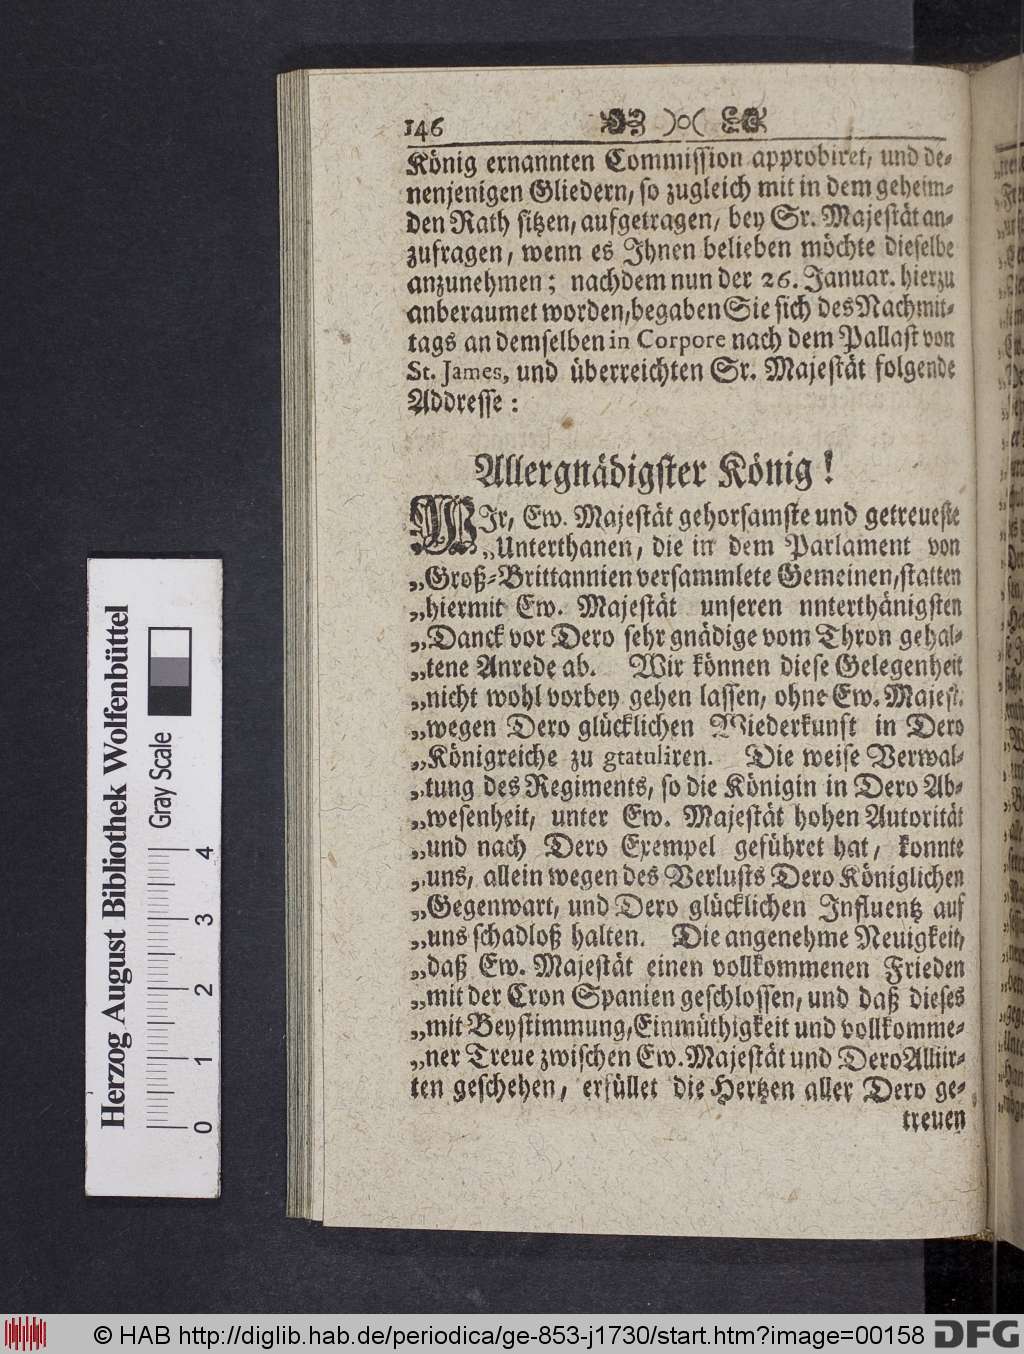 146
König ernannten Commission approbiret, und de-
nenjenigen Gliedern, so zugleich mit in dem geheim-
den Rath sitzen, aufgetragen, bey Sr. Majestät an-
zufragen, wenn es Ihnen belieben möchte dieselbe
anzunehmen; nachdem nun der 26. Januar. hierzu
anberaumet worden, begaben Sie sich des Nachmit-
tags an demselben in Corpore nach dem Pallast von
St. James, und überreichten Sr. Majestät folgende
Addresse:
Allergnädigster König!
WJr, Ew. Majestät gehorsamste und getreueste
„Unterthanen, die in dem Parlament von
„Groß-Brittannien versammlete Gemeinen, statten
„hiermit Ew. Majestät unseren nnterthänigsten
„Danck vor Dero sehr gnädige vom Thron gehal-
„tene Anrede ab. Wir können diese Gelegenheit
„nicht wohl vorbey gehen lassen, ohne Ew. Majest.
„wegen Dero glücklichen Wiederkunft in Dero
„Königreiche zu gtatuliren. Die weise Verwal-
„tung des Regiments, so die Königin in Dero Ab-
„wesenheit, unter Ew. Majestät hohen Autorität
„und nach Dero Exempel geführet hat, konnte
„uns, allein wegen des Verlusts Dero Königlichen
„Gegenwart, und Dero glücklichen Influentz auf
„uns schadloß halten. Die angenehme Neuigkeit,
„daß Ew. Majestät einen vollkommenen Frieden
„mit der Cron Spanien geschlossen, und daß dieses
„mit Beystimmung, Einmüthigkeit und vollkomme-
„ner Treue zwischen Ew. Majestät und Dero Alliir-
ten geschehen, erfüllet die Hertzen aller Dero ge-
treuen
Herzog August Bibliothek Wolfenbüttel
Gray Scale
0 1 2 3 4
© HAB http://diglib.hab.de/periodica/ge-853-j1730/start.htm?image=00158
DFG